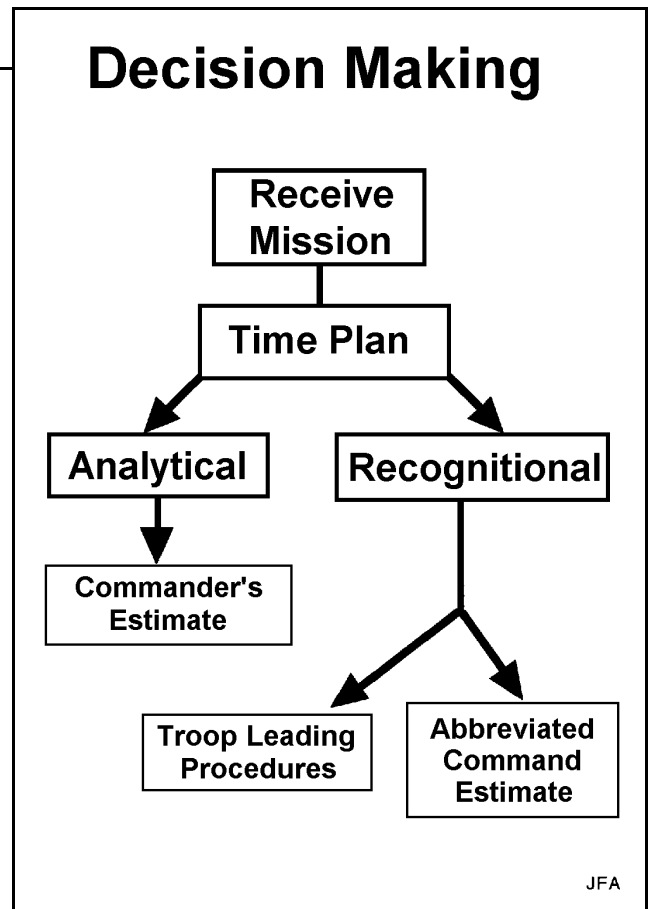 Decision Making
Receive
Mission
Time Plan
Analytical
Recognitional
Commander's
Estimate
Troop Leading
Procedures
Abbreviated
Command
Estimate
JFA